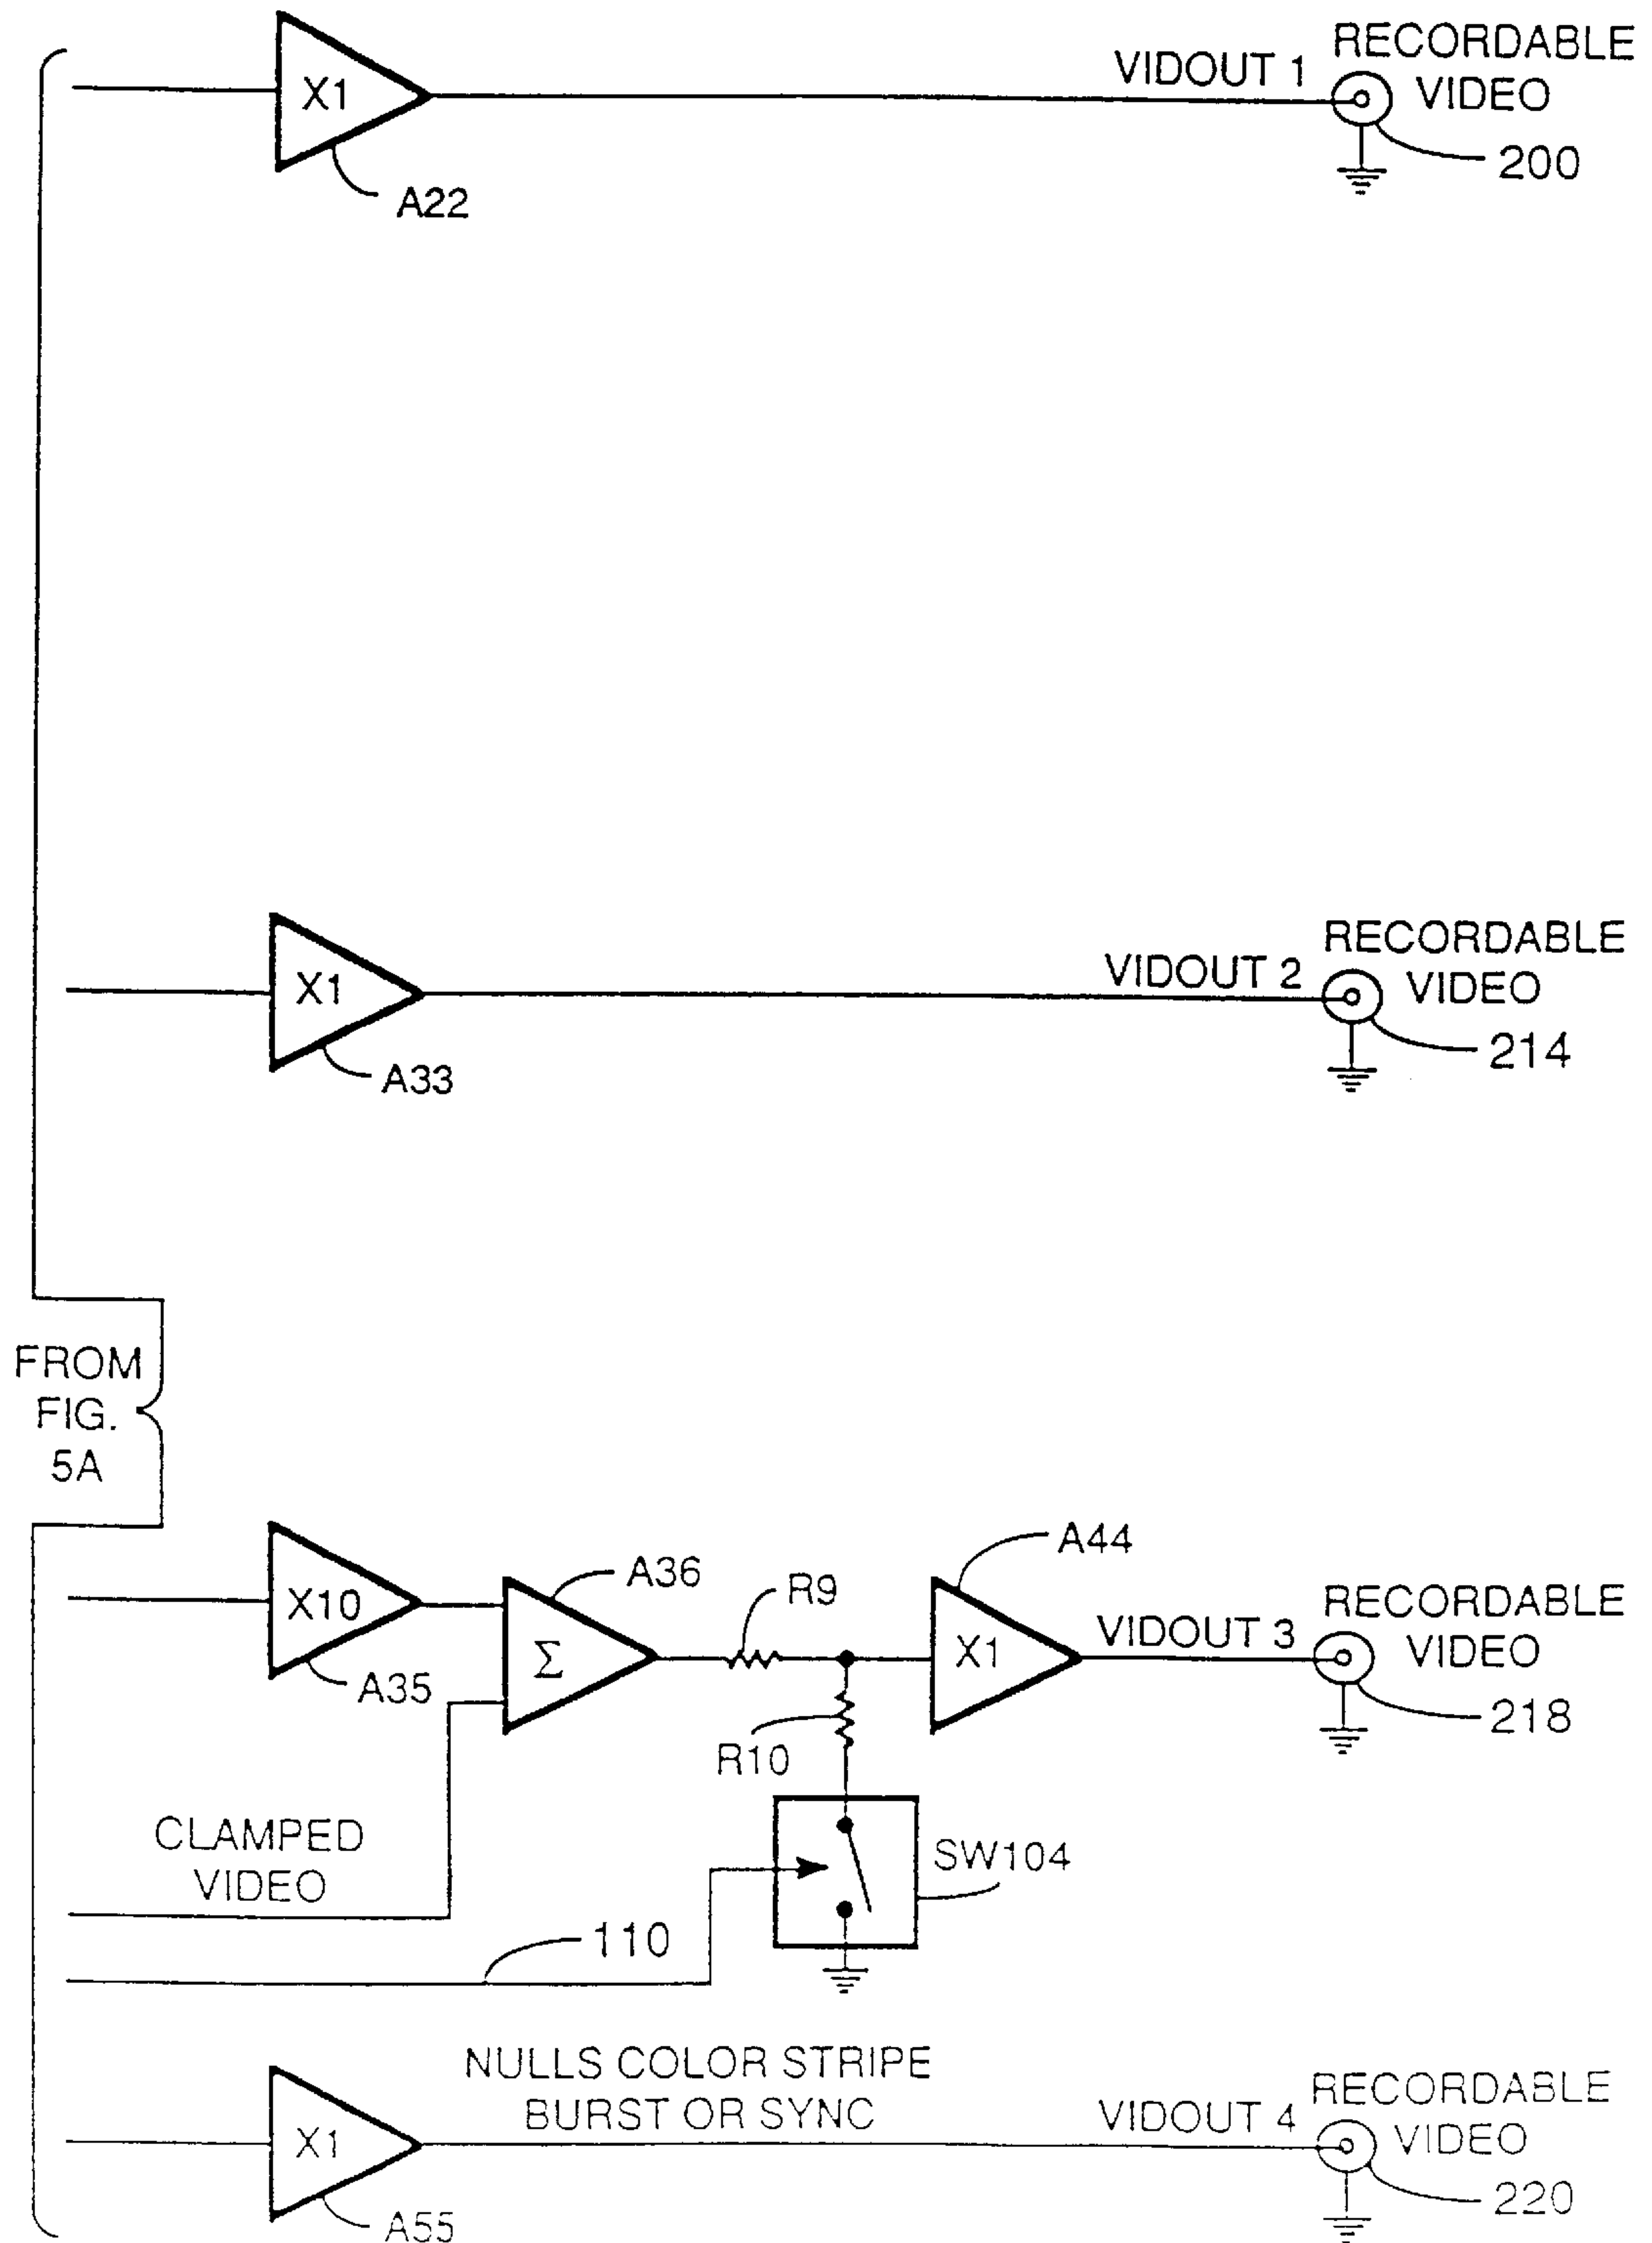 RECORDABLE
VIDEO
VIDOUT 1
X1
200
A22
RECORDABLE
VIDEO
VIDOUT 2
X1
214
A33
FROM
FIG.
5A
A44
A36
R9
RECORDABLE
VIDEO
VIDOUT 3
X10
Σ
X1
A35
218
R10
CLAMPED
VIDEO
SW104
110
NULLS COLOR STRIPE
BURST OR SYNC
RECORDABLE
VIDEO
VIDOUT 4
X1
220
A55